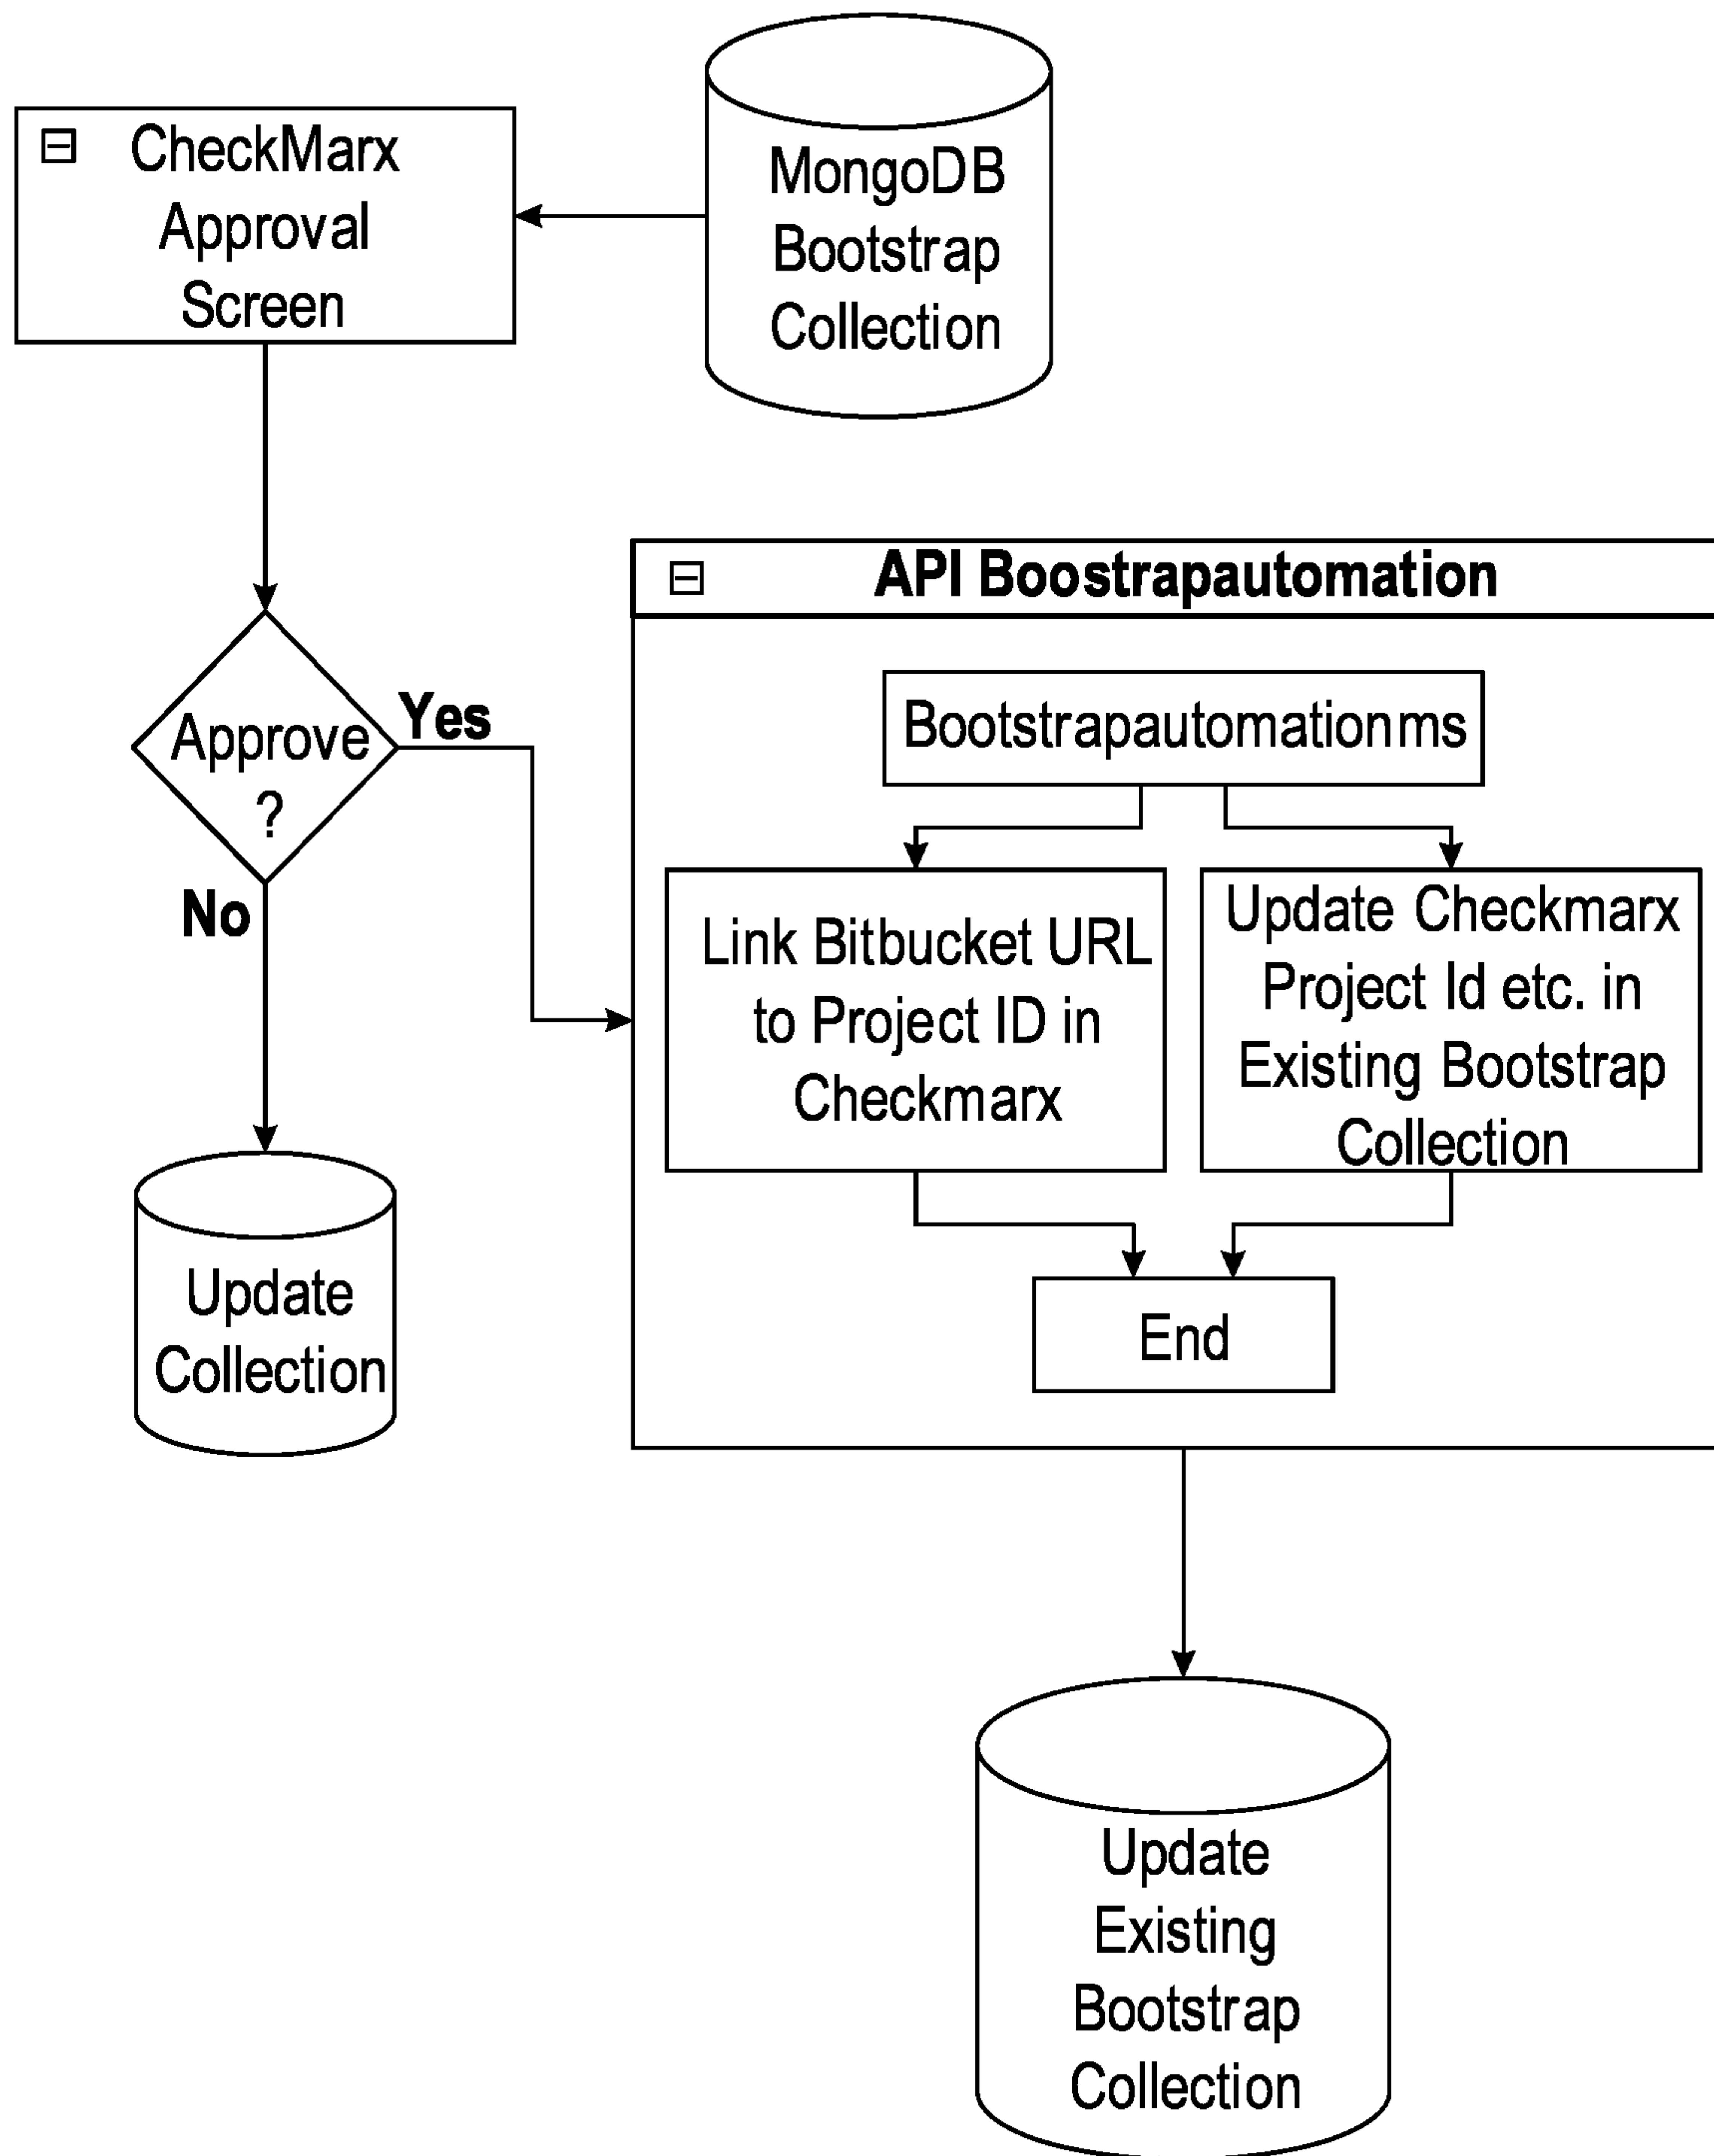 CheckMarx
Approval
Screen
MongoDB
Bootstrap
Collection
Approve
?
Yes
No
Update
Collection
API Boostrapautomation
Bootstrapautomationms
Link Bitbucket URL
to Project ID in
Checkmarx
Update Checkmarx
Project Id etc. in
Existing Bootstrap
Collection
End
Update
Existing
Bootstrap
Collection